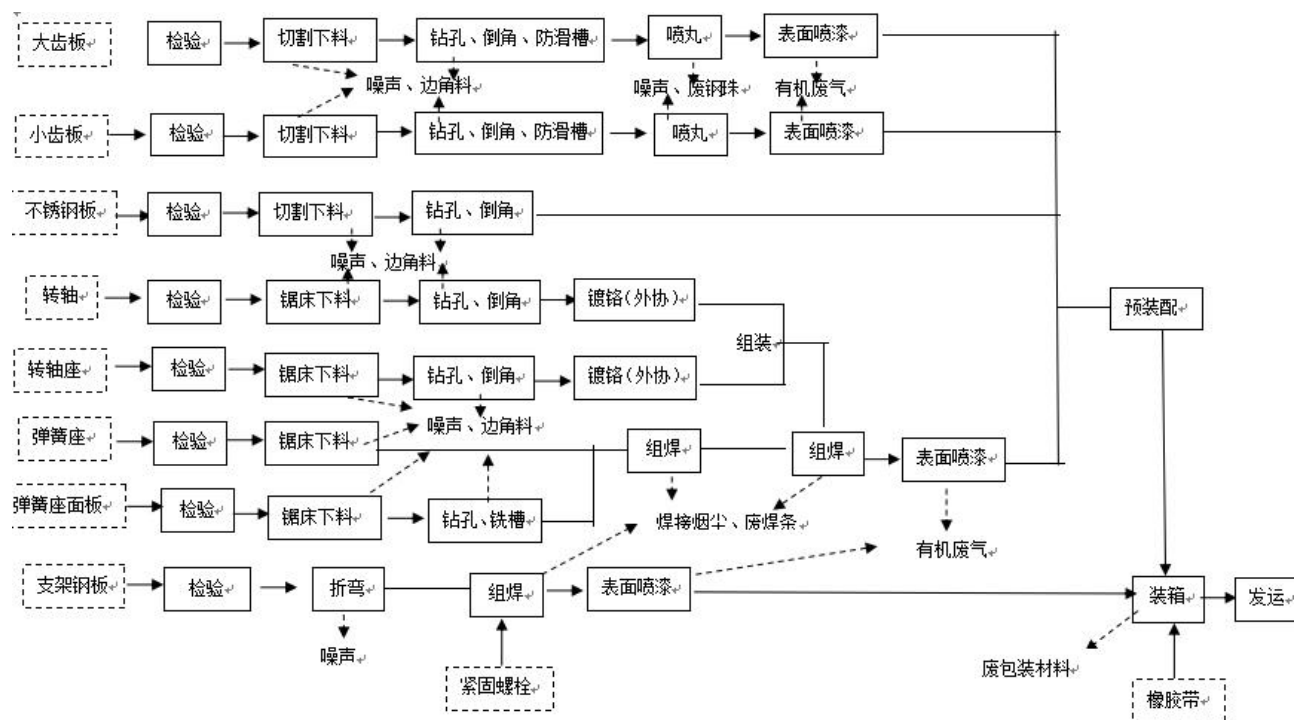 大齿板
检验
切割下料
钻孔、倒角、防滑槽
喷丸
表面喷漆
噪声、边角料
噪声、废钢珠
有机废气
小齿板
检验
切割下料
钻孔、倒角、防滑槽
喷丸
表面喷漆
不锈钢板
检验
切割下料
钻孔、倒角
噪声、边角料
转轴
检验
锯床下料
钻孔、倒角
镀铬（外协）
预装配
组装
转轴座
检验
锯床下料
钻孔、倒角
镀铬（外协）
噪声、边角料
弹簧座
检验
锯床下料
组焊
组焊
表面喷漆
弹簧座面板
检验
锯床下料
钻孔、铣槽
焊接烟尘、废焊条
有机废气
支架钢板
检验
折弯
组焊
表面喷漆
装箱
发运
噪声
废包装材料
紧固螺栓
橡胶带